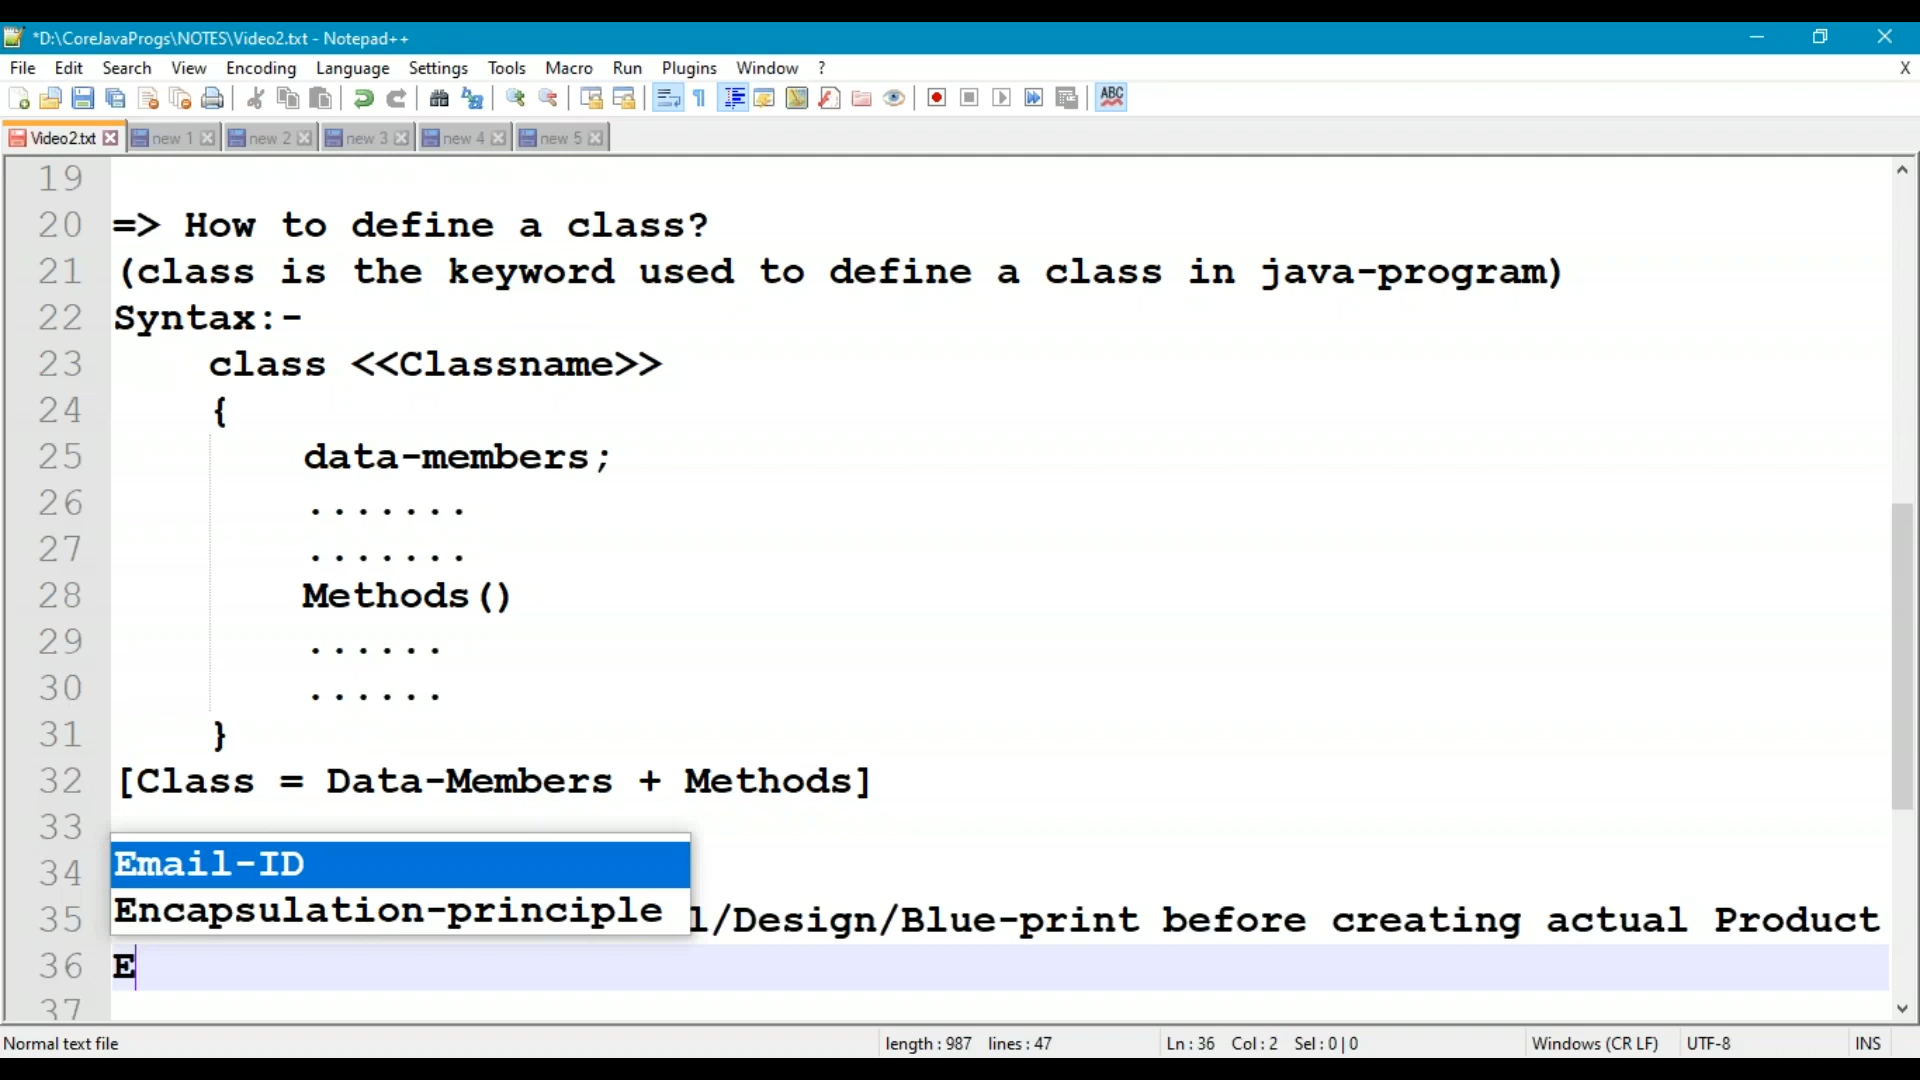 *D:\CoreJavaProgs\NOTES\Video2.txt - Notepad++
File Edit Search View Encoding Language Settings Tools Macro Run Plugins Window ? X
ABC
Video2.txt new 1 new 2 new 3 new 4 new 5
19
20 => How to define a class?
21 (class is the keyword used to define a class in java-program)
22 Syntax:-
23 class <<Classname>>
24 {
25 data-members;
26 .......
27 .......
28 Methods()
29 ......
30 ......
31 }
32 [Class = Data-Members + Methods]
33
34 Email-ID
Encapsulation-principle
35 l/Design/Blue-print before creating actual Product
36 E
37
Normal text file length : 987 lines : 47 Ln : 36 Col : 2 Sel : 0 | 0 Windows (CR LF) UTF-8 INS